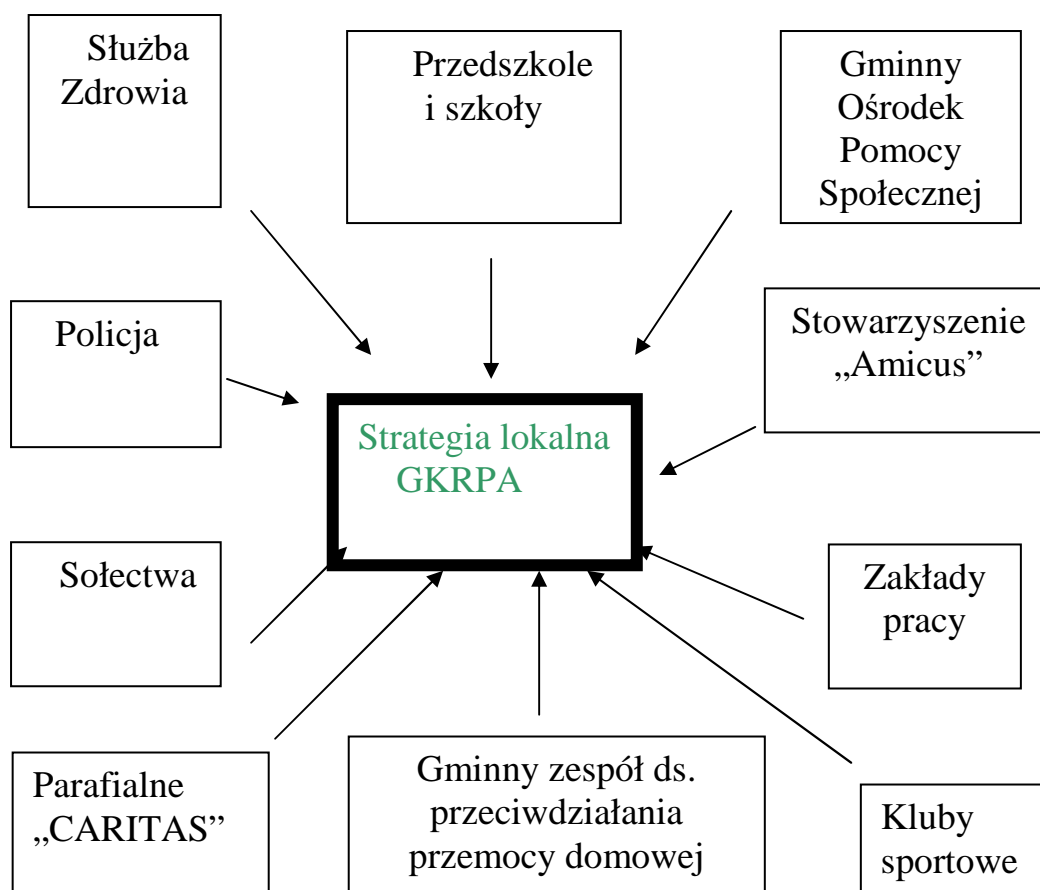 Służba
Zdrowia
Przedszkole
i szkoły
Gminny
Ośrodek
Pomocy
Społecznej
Policja
Stowarzyszenie
„Amicus”
Strategia lokalna
GKRPA
Sołectwa
Zakłady
pracy
Parafialne
„CARITAS”
Gminny zespół ds.
przeciwdziałania
przemocy domowej
Kluby
sportowe